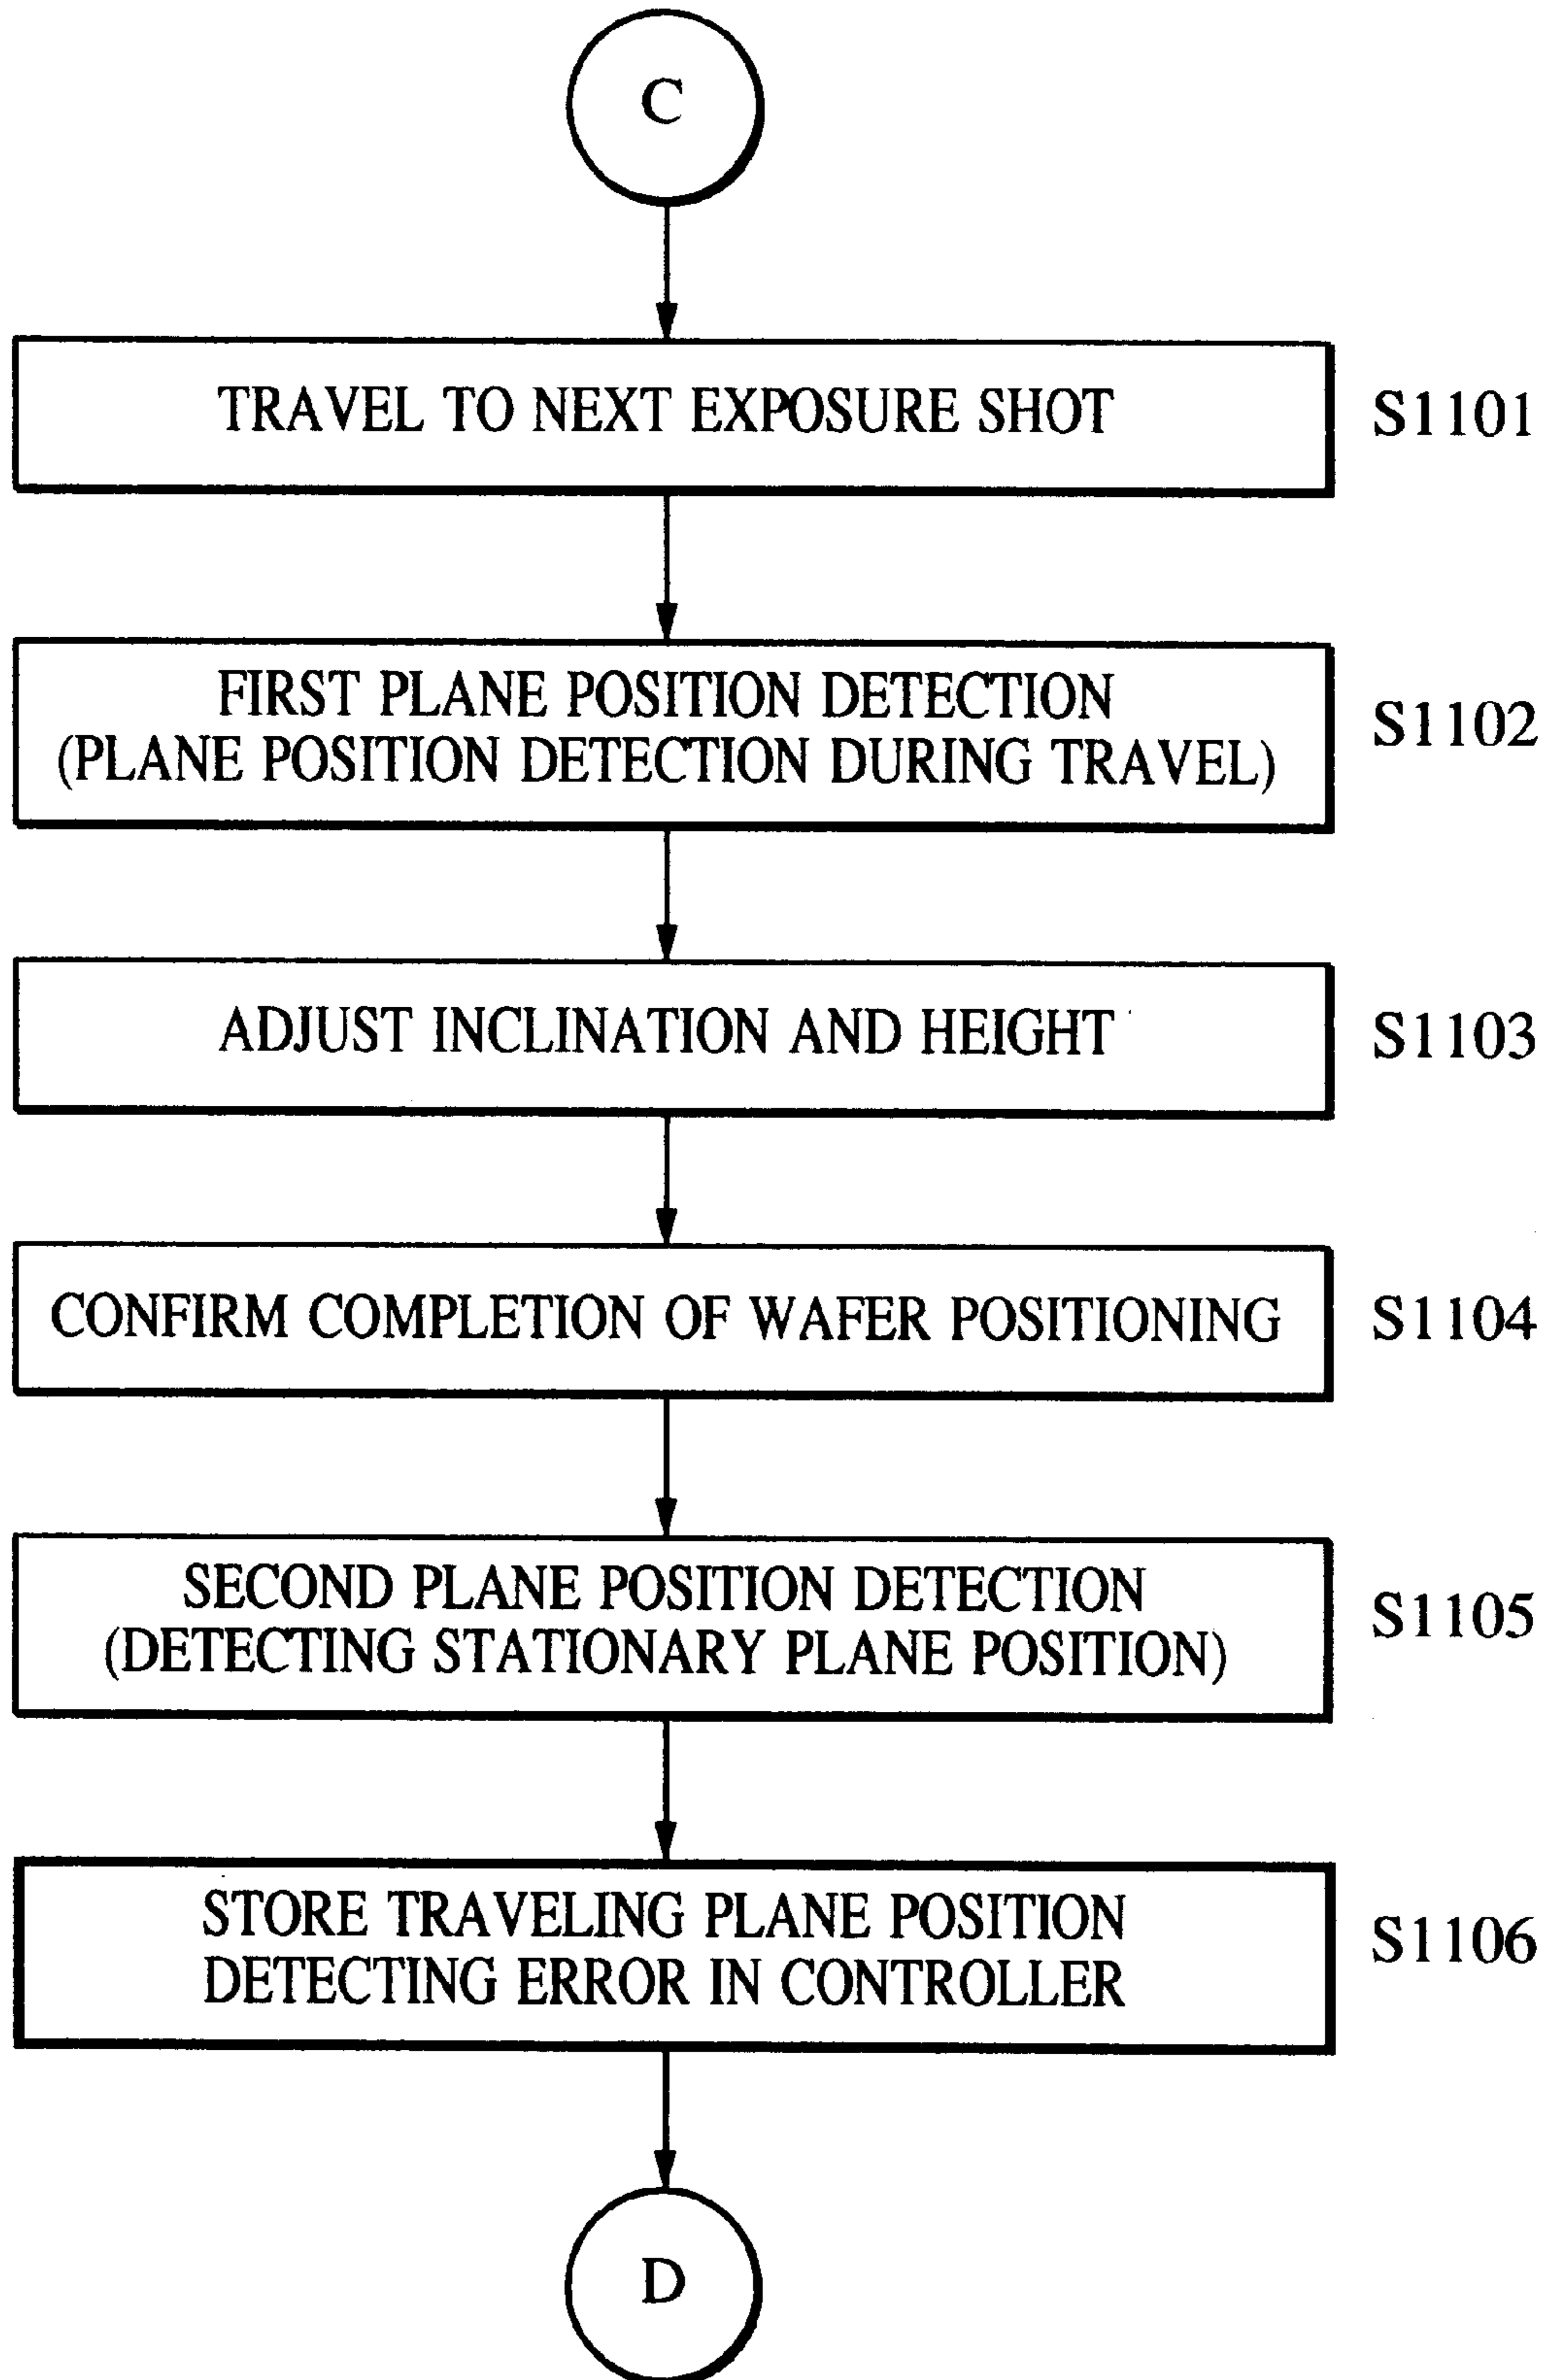 C
TRAVEL TO NEXT EXPOSURE SHOT
S1101
FIRST PLANE POSITION DETECTION
(PLANE POSITION DETECTION DURING TRAVEL)
S1102
ADJUST INCLINATION AND HEIGHT
S1103
CONFIRM COMPLETION OF WAFER POSITIONING
S1104
SECOND PLANE POSITION DETECTION
(DETECTING STATIONARY PLANE POSITION)
S1105
STORE TRAVELING PLANE POSITION
DETECTING ERROR IN CONTROLLER
S1106
D